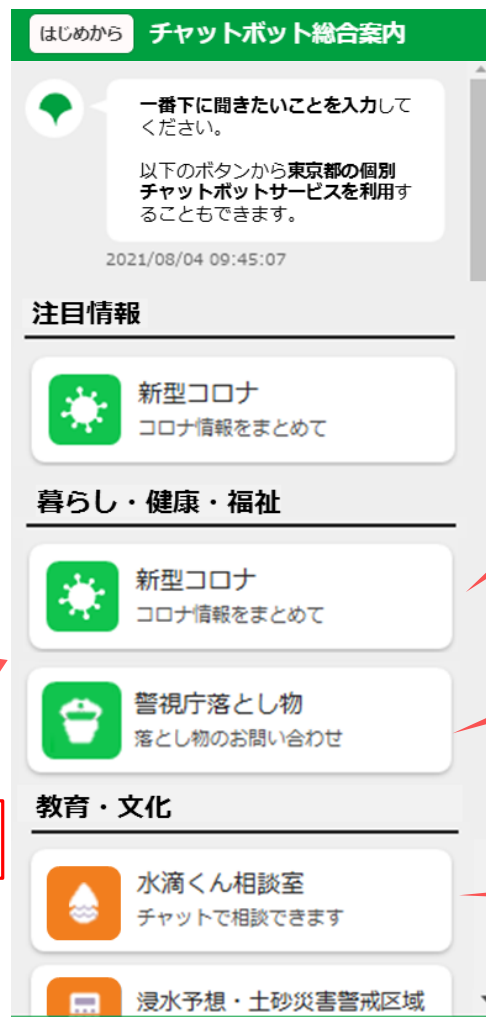 はじめから チャットボット総合案内
一番下に聞きたいことを入力して
ください。
以下のボタンから東京都の個別
チャットボットサービスを利用す
ることもできます。
2021/08/04 09:45:07
注目情報
新型コロナ
コロナ情報をまとめて
暮らし・健康・福祉
新型コロナ
コロナ情報をまとめて
警視庁落とし物
落とし物のお問い合わせ
教育・文化
水滴くん相談室
チャットで相談できます
浸水予想・土砂災害警戒区域